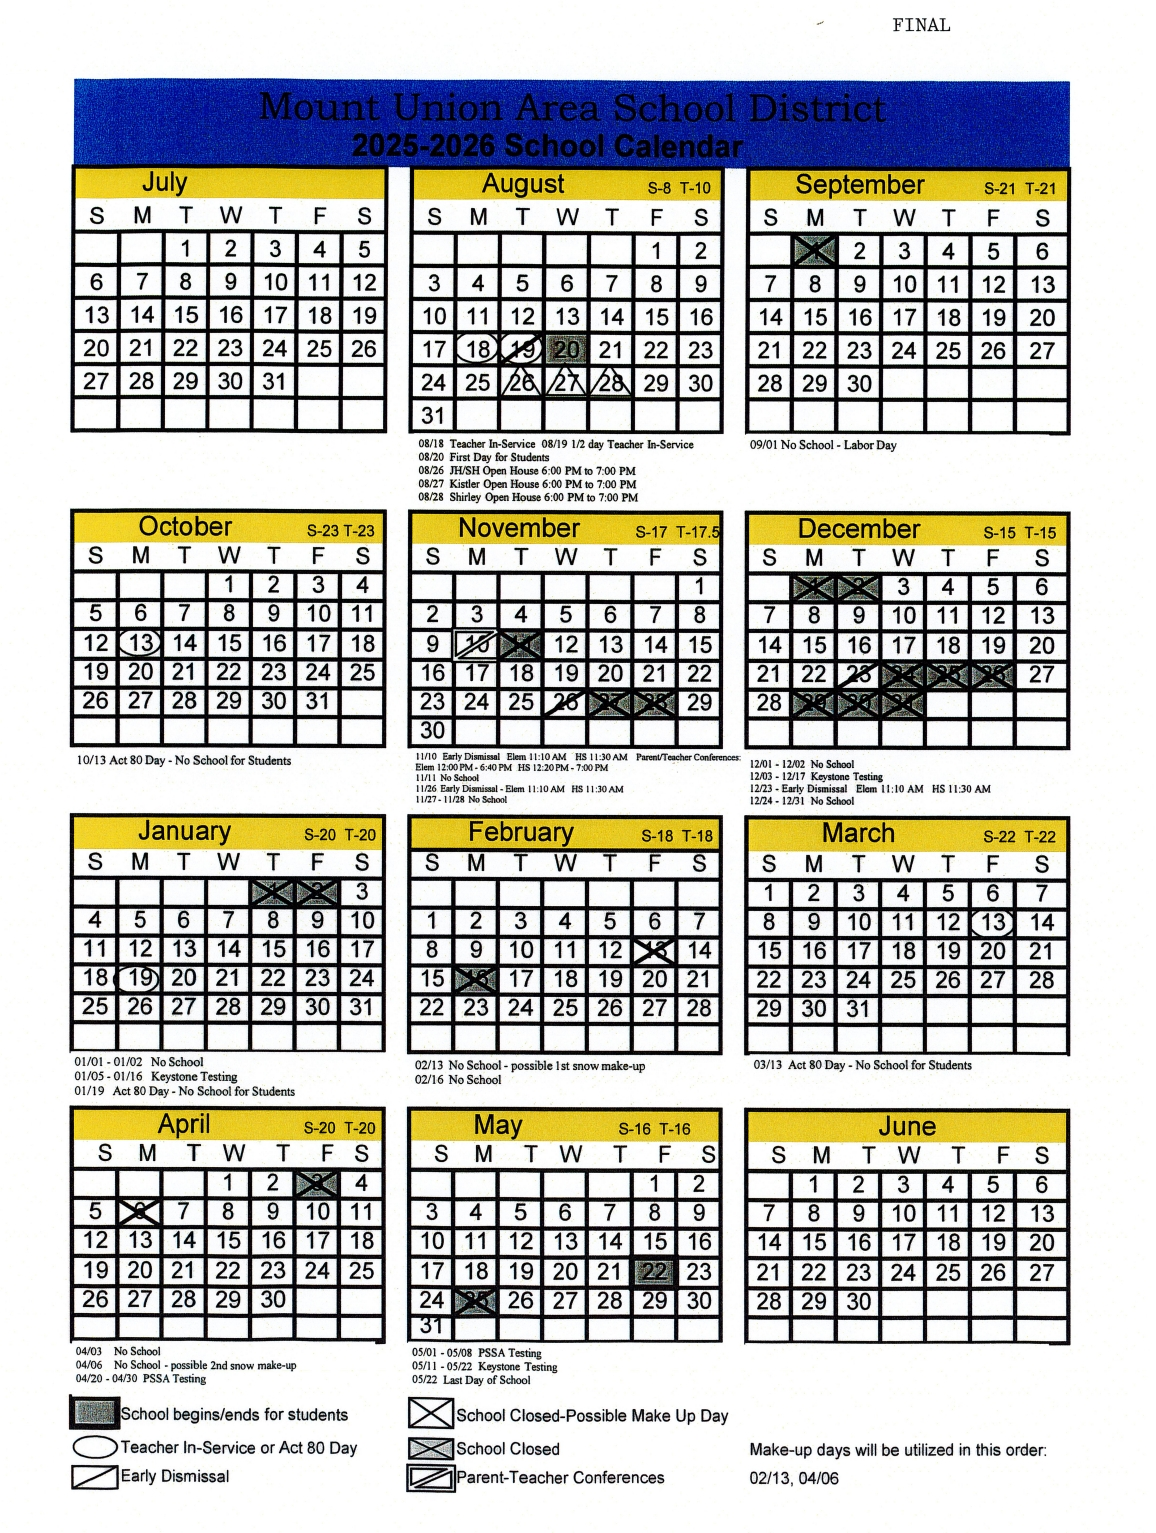 FINAL
Mount Union Area School District
2025-2026 School Calendar
July
S M T W T F S
1 2 3 4 5
6 7 8 9 10 11 12
13 14 15 16 17 18 19
20 21 22 23 24 25 26
27 28 29 30 31
August S-8 T-10
S M T W T F S
1 2
3 4 5 6 7 8 9
10 11 12 13 14 15 16
17 18 19 20 21 22 23
24 25 26 27 28 29 30
31
08/18 Teacher In-Service 08/19 1/2 day Teacher In-Service
08/20 First Day for Students
08/26 JH/SH Open House 6:00 PM to 7:00 PM
08/27 Kistler Open House 6:00 PM to 7:00 PM
08/28 Shirley Open House 6:00 PM to 7:00 PM
September S-21 T-21
S M T W T F S
1 2 3 4 5 6
7 8 9 10 11 12 13
14 15 16 17 18 19 20
21 22 23 24 25 26 27
28 29 30
09/01 No School - Labor Day
October S-23 T-23
S M T W T F S
1 2 3 4
5 6 7 8 9 10 11
12 13 14 15 16 17 18
19 20 21 22 23 24 25
26 27 28 29 30 31
10/13 Act 80 Day - No School for Students
November S-17 T-17.5
S M T W T F S
1
2 3 4 5 6 7 8
9 10 11 12 13 14 15
16 17 18 19 20 21 22
23 24 25 26 27 28 29
30
11/10 Early Dismissal Elem 11:10 AM HS 11:30 AM Parent/Teacher Conferences:
Elem 12:00 PM - 6:40 PM HS 12:20 PM - 7:00 PM
11/11 No School
11/26 Early Dismissal - Elem 11:10 AM HS 11:30 AM
11/27 - 11/28 No School
December S-15 T-15
S M T W T F S
1 2 3 4 5 6
7 8 9 10 11 12 13
14 15 16 17 18 19 20
21 22 23 24 25 26 27
28 29 30 31
12/01 - 12/02 No School
12/03 - 12/17 Keystone Testing
12/23 - Early Dismissal Elem 11:10 AM HS 11:30 AM
12/24 - 12/31 No School
January S-20 T-20
S M T W T F S
1 2 3
4 5 6 7 8 9 10
11 12 13 14 15 16 17
18 19 20 21 22 23 24
25 26 27 28 29 30 31
01/01 - 01/02 No School
01/05 - 01/16 Keystone Testing
01/19 Act 80 Day - No School for Students
February S-18 T-18
S M T W T F S
1 2 3 4 5 6 7
8 9 10 11 12 13 14
15 16 17 18 19 20 21
22 23 24 25 26 27 28
02/13 No School - possible 1st snow make-up
02/16 No School
March S-22 T-22
S M T W T F S
1 2 3 4 5 6 7
8 9 10 11 12 13 14
15 16 17 18 19 20 21
22 23 24 25 26 27 28
29 30 31
03/13 Act 80 Day - No School for Students
April S-20 T-20
S M T W T F S
1 2 3 4
5 6 7 8 9 10 11
12 13 14 15 16 17 18
19 20 21 22 23 24 25
26 27 28 29 30
04/03 No School
04/06 No School - possible 2nd snow make-up
04/20 - 04/30 PSSA Testing
May S-16 T-16
S M T W T F S
1 2
3 4 5 6 7 8 9
10 11 12 13 14 15 16
17 18 19 20 21 22 23
24 25 26 27 28 29 30
31
05/01 - 05/08 PSSA Testing
05/11 - 05/22 Keystone Testing
05/22 Last Day of School
June
S M T W T F S
1 2 3 4 5 6
7 8 9 10 11 12 13
14 15 16 17 18 19 20
21 22 23 24 25 26 27
28 29 30
School begins/ends for students
Teacher In-Service or Act 80 Day
Early Dismissal
School Closed-Possible Make Up Day
School Closed
Parent-Teacher Conferences
Make-up days will be utilized in this order:
02/13, 04/06